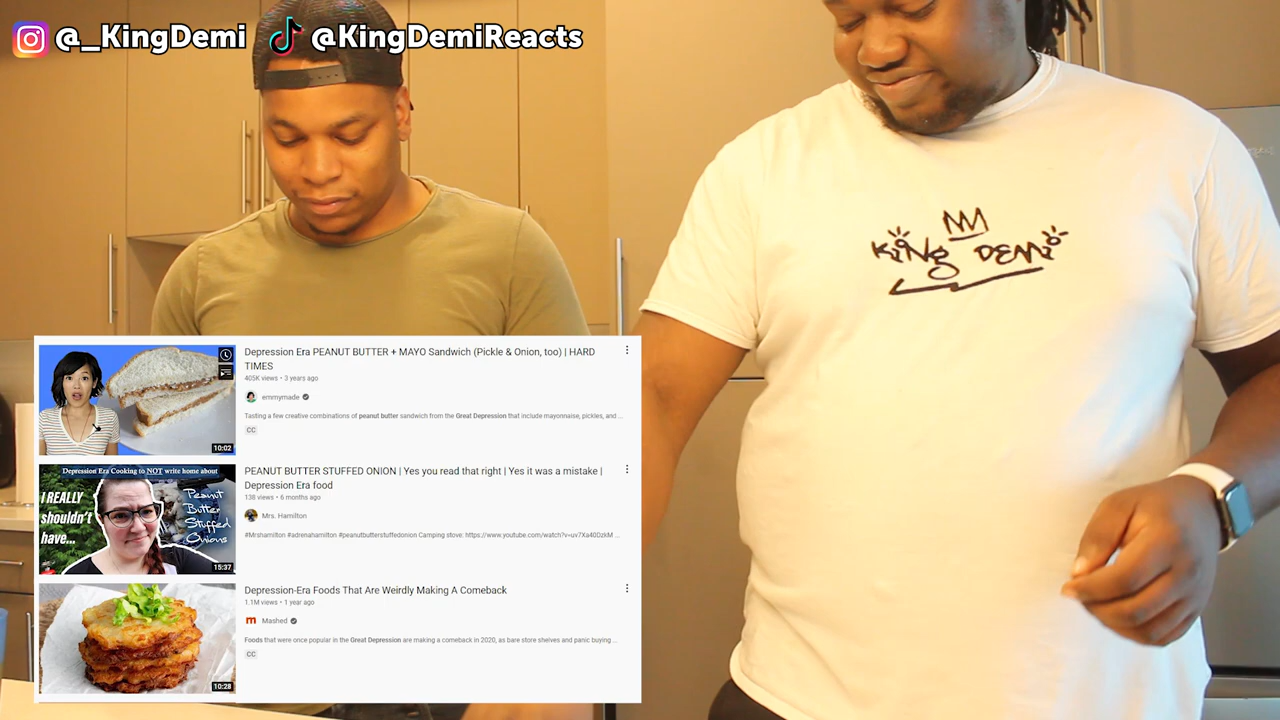 @_KingDemi @KingDemiReacts
KiNg DEMi
Depression Era PEANUT BUTTER + MAYO Sandwich (Pickle & Onion, too) | HARD
TIMES
405K views • 3 years ago
emmymade
Tasting a few creative combinations of peanut butter sandwich from the Great Depression that include mayonnaise, pickles, and ...
CC
10:02
Depression Era Cooking to NOT write home about
I REALLY
shouldn't
have...
Peanut
Butter
Stuffed
Onions
15:37
PEANUT BUTTER STUFFED ONION | Yes you read that right | Yes it was a mistake |
Depression Era food
138 views • 6 months ago
Mrs. Hamilton
#Mrshamilton #adrenahamilton #peanutbutterstuffedonion Camping stove: https://www.youtube.com/watch?v=uv7Xa40DzkM ...
Depression-Era Foods That Are Weirdly Making A Comeback
1.1M views • 1 year ago
m Mashed
Foods that were once popular in the Great Depression are making a comeback in 2020, as bare store shelves and panic buying ...
CC
10:28